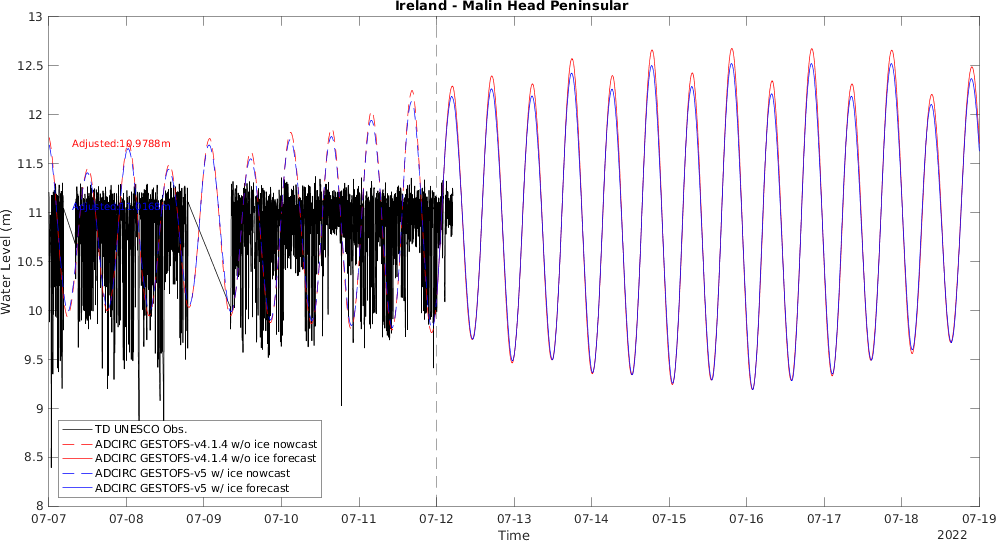 Ireland - Malin Head Peninsular
13
12.5
12
11.5
11
10.5
10
9.5
9
8.5
8
Water Level (m)
Adjusted:10.9788m
TD UNESCO Obs.
ADCIRC GESTOFS-v4.1.4 w/o ice nowcast
ADCIRC GESTOFS-v4.1.4 w/o ice forecast
ADCIRC GESTOFS-v5 w/ ice nowcast
ADCIRC GESTOFS-v5 w/ ice forecast
07-07 07-08 07-09 07-10 07-11 07-12 07-13 07-14 07-15 07-16 07-17 07-18 07-19
Time
2022